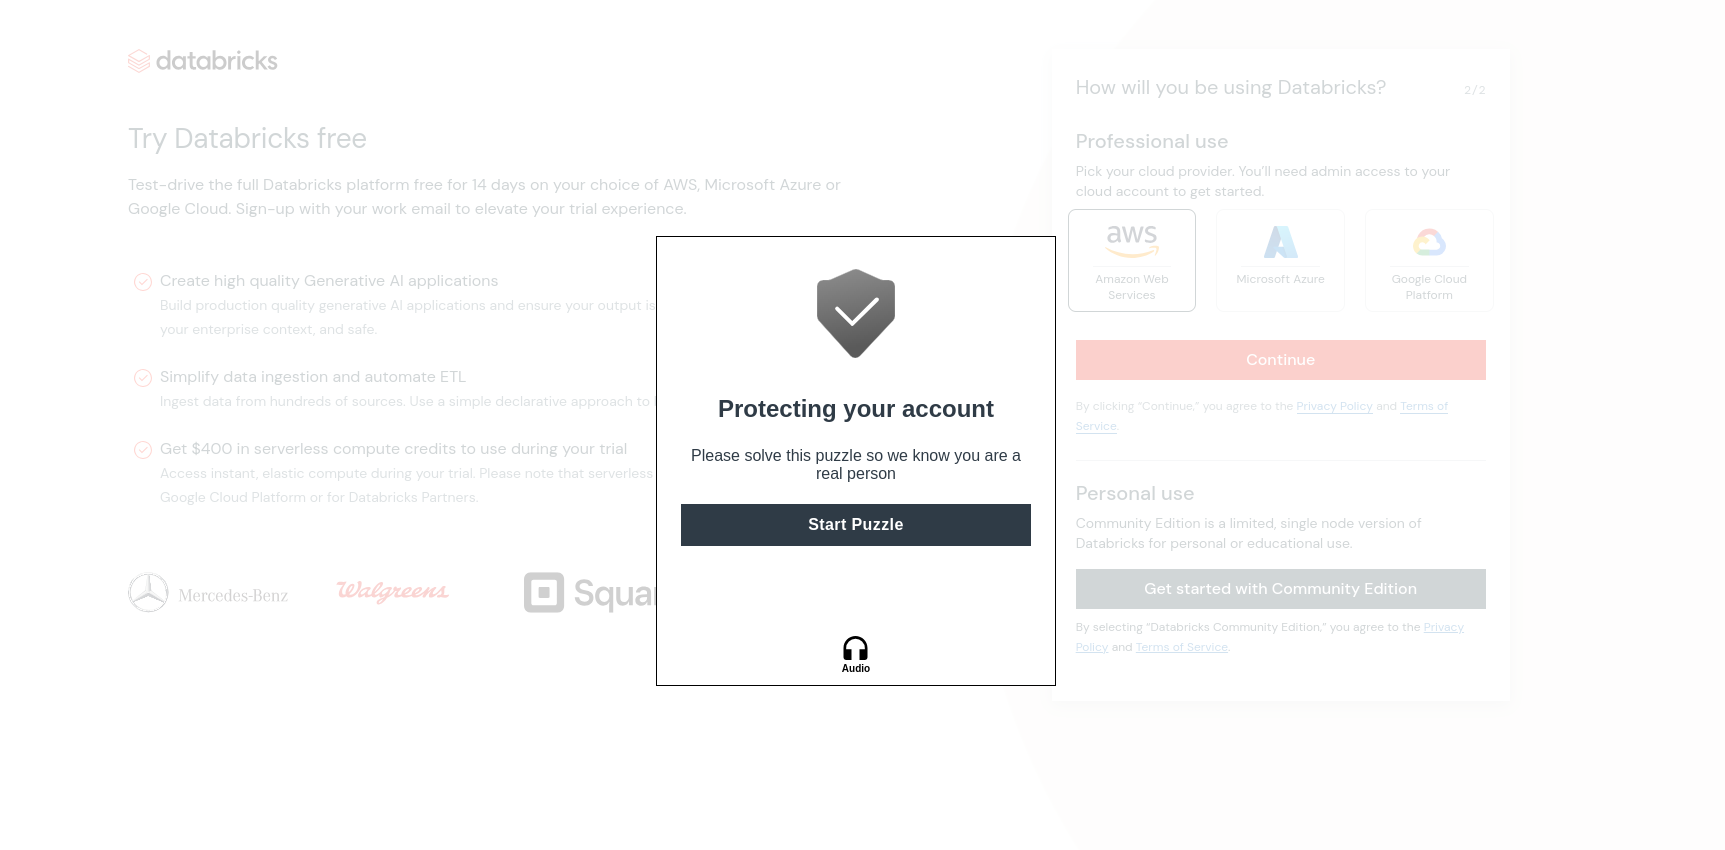 databricks
Try Databricks free
Test-drive the full Databricks platform free for 14 days on your choice of AWS, Microsoft Azure or
Google Cloud. Sign-up with your work email to elevate your trial experience.
Create high quality Generative AI applications
Build production quality generative AI applications and ensure your output is
your enterprise context, and safe.
Simplify data ingestion and automate ETL
Ingest data from hundreds of sources. Use a simple declarative approach to
Get $400 in serverless compute credits to use during your trial
Access instant, elastic compute during your trial. Please note that serverless
Google Cloud Platform or for Databricks Partners.
Mercedes-Benz
Walgreens
Squar
Protecting your account
Please solve this puzzle so we know you are a
real person
Start Puzzle
Audio
How will you be using Databricks?
2/2
Professional use
Pick your cloud provider. You’ll need admin access to your
cloud account to get started.
aws
Amazon Web
Services
Microsoft Azure
Google Cloud
Platform
Continue
By clicking “Continue,” you agree to the Privacy Policy and Terms of
Service.
Personal use
Community Edition is a limited, single node version of
Databricks for personal or educational use.
Get started with Community Edition
By selecting “Databricks Community Edition,” you agree to the Privacy
Policy and Terms of Service.